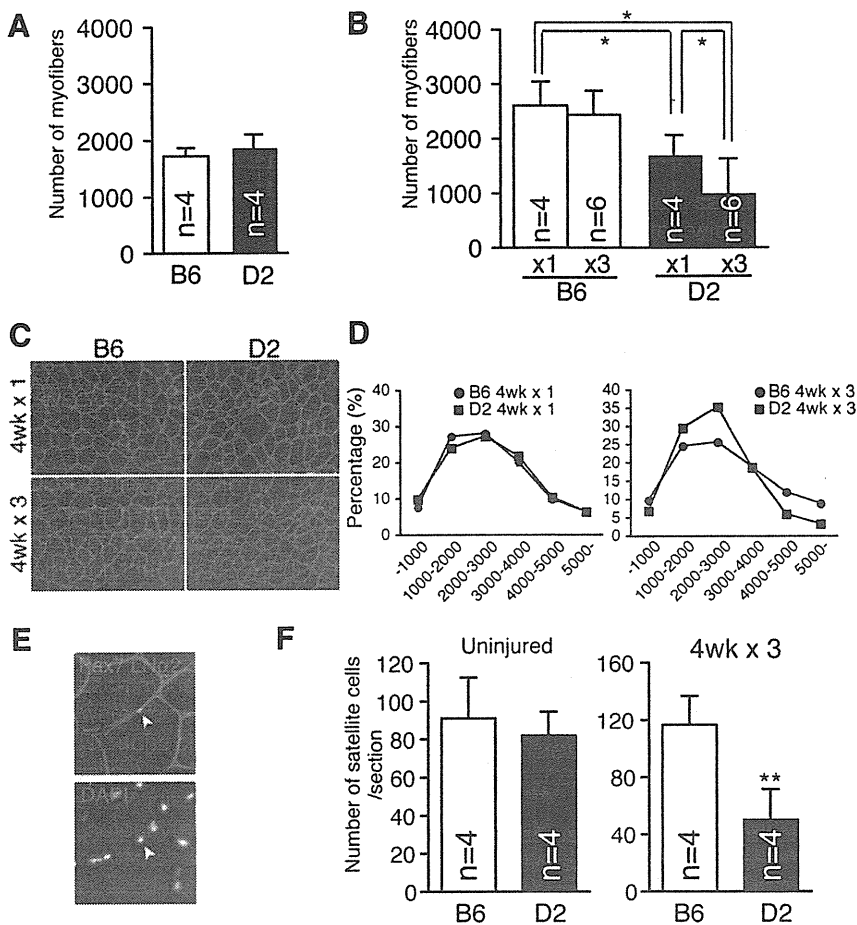 A
Number of myofibers
4000
3000
2000
1000
0
n=4
n=4
B6
D2
B
Number of myofibers
4000
3000
2000
1000
0
*
*
*
n=4
n=6
n=4
n=6
x1
x3
x1
x3
B6
D2
C
B6
D2
4wk x 1
4wk x 3
D
Percentage (%)
40
30
20
10
0
B6 4wk x 1
D2 4wk x 1
-1000
1000-2000
2000-3000
3000-4000
4000-5000
5000-
40
35
30
25
20
15
10
5
0
B6 4wk x 3
D2 4wk x 3
-1000
1000-2000
2000-3000
3000-4000
4000-5000
5000-
E
DAPI
F
Number of satellite cells
/section
Uninjured
120
100
80
60
40
20
0
n=4
n=4
B6
D2
4wk x 3
160
120
80
40
0
**
n=4
n=4
B6
D2